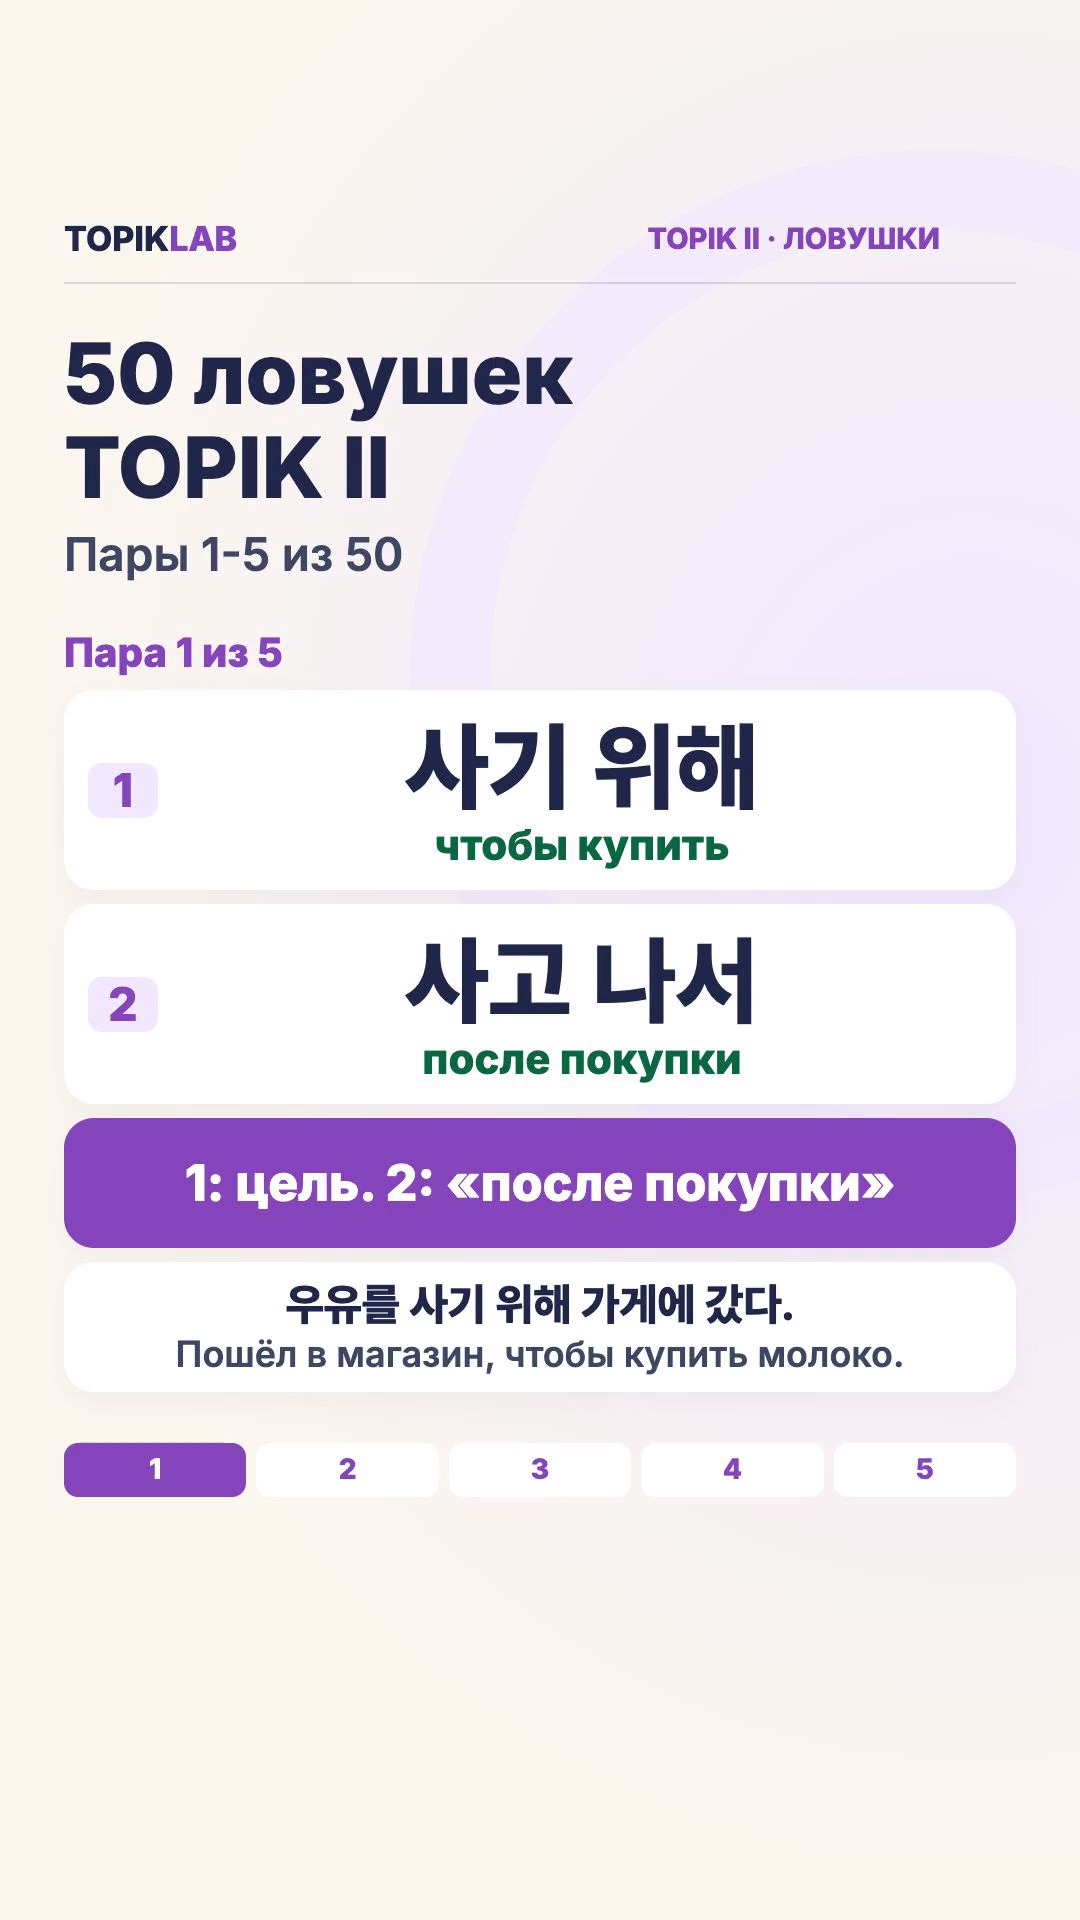 TOPIKLAB
TOPIK II · ЛОВУШКИ
50 ловушек
TOPIK II
Пары 1-5 из 50
Пара 1 из 5
1
사기 위해
чтобы купить
2
사고 나서
после покупки
1: цель. 2: «после покупки»
우유를 사기 위해 가게에 갔다.
Пошёл в магазин, чтобы купить молоко.
1 2 3 4 5